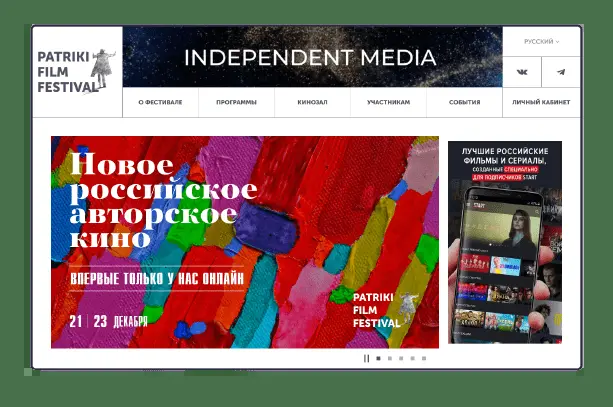 PATRIKI
FILM
FESTIVAL
INDEPENDENT MEDIA
РУССКИЙ
О ФЕСТИВАЛЕ
ПРОГРАММЫ
КИНОЗАЛ
УЧАСТНИКАМ
СОБЫТИЯ
ЛИЧНЫЙ КАБИНЕТ
Новое
российское
авторское
кино
ВПЕРВЫЕ ТОЛЬКО У НАС ОНЛАЙН
21 | 23 ДЕКАБРЯ
PATRIKI
FILM
FESTIVAL
ЛУЧШИЕ РОССИЙСКИЕ
ФИЛЬМЫ И СЕРИАЛЫ,
СОЗДАННЫЕ СПЕЦИАЛЬНО
ДЛЯ ПОДПИСЧИКОВ START
START